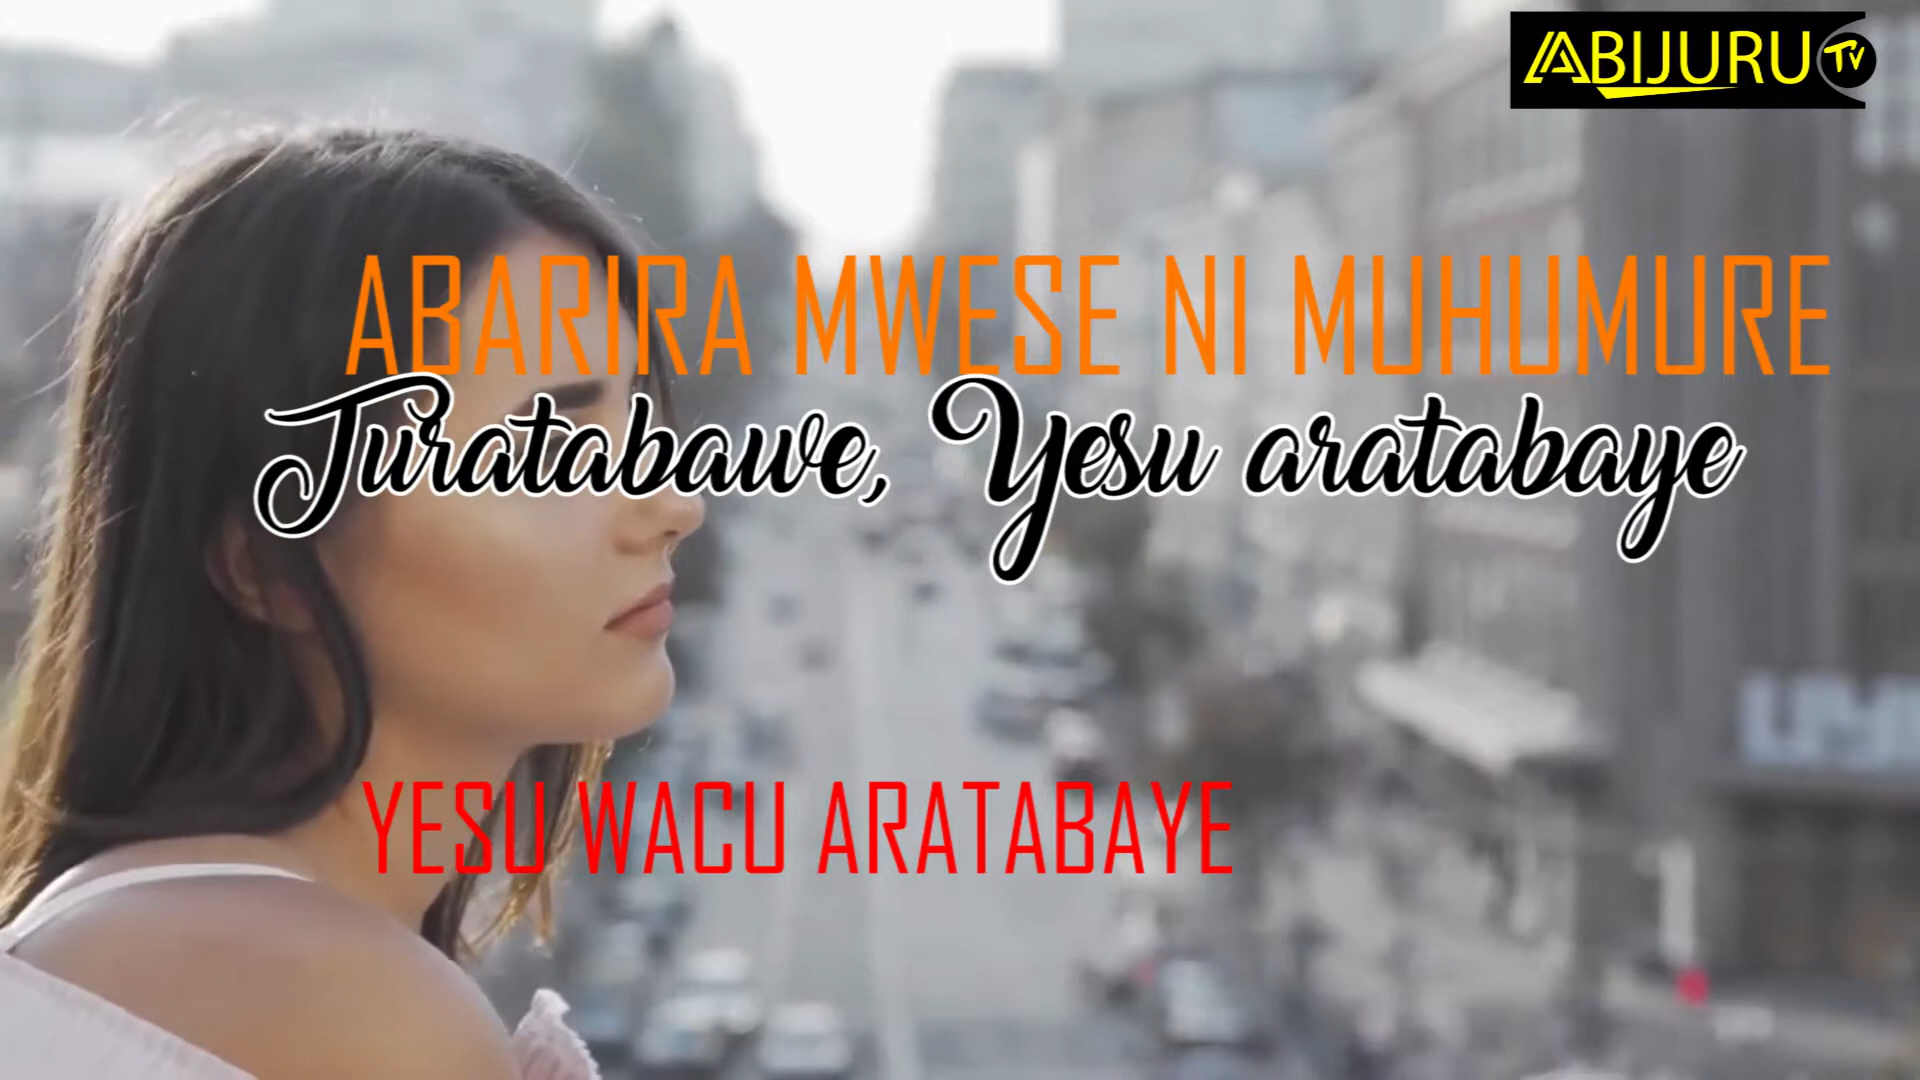 ABIJURU TV
ABARIRA MWESE NI MUHUMURE
Turatabawe, Yesu aratabaye
YESU WACU ARATABAYE